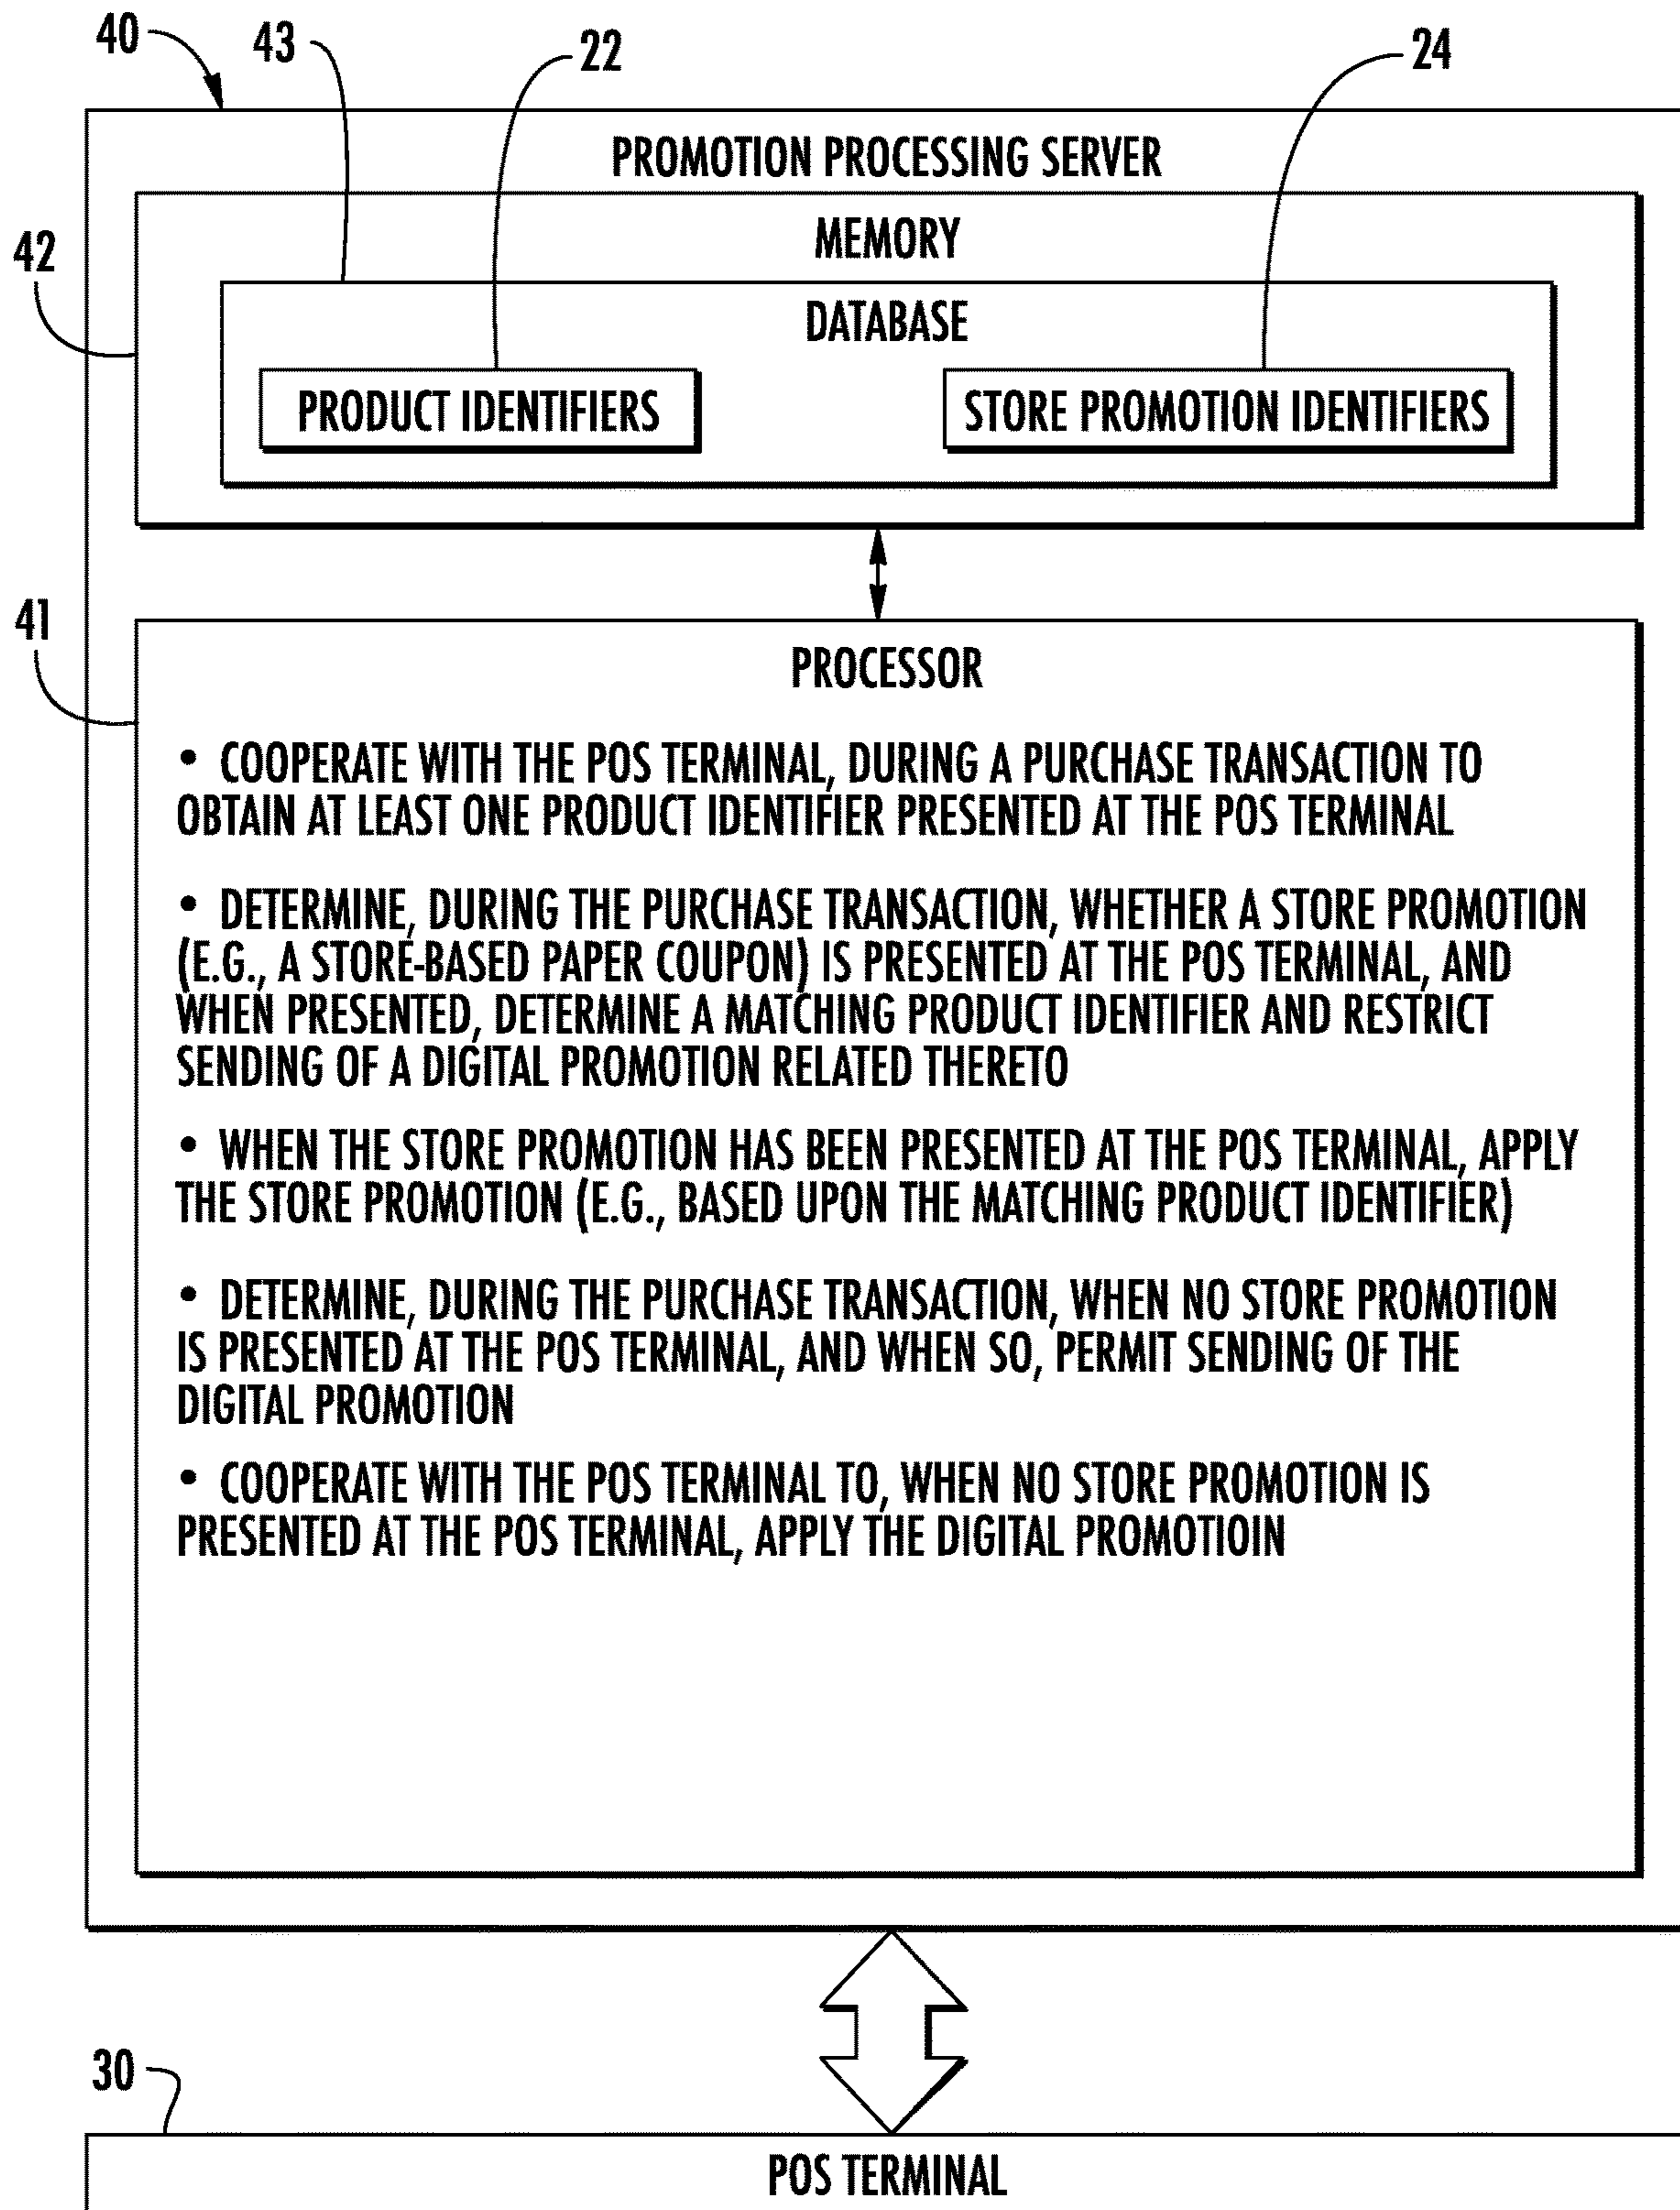 40
43
22
24
PROMOTION PROCESSING SERVER
MEMORY
42
DATABASE
PRODUCT IDENTIFIERS
STORE PROMOTION IDENTIFIERS
41
PROCESSOR
• COOPERATE WITH THE POS TERMINAL, DURING A PURCHASE TRANSACTION TO
OBTAIN AT LEAST ONE PRODUCT IDENTIFIER PRESENTED AT THE POS TERMINAL
• DETERMINE, DURING THE PURCHASE TRANSACTION, WHETHER A STORE PROMOTION
(E.G., A STORE-BASED PAPER COUPON) IS PRESENTED AT THE POS TERMINAL, AND
WHEN PRESENTED, DETERMINE A MATCHING PRODUCT IDENTIFIER AND RESTRICT
SENDING OF A DIGITAL PROMOTION RELATED THERETO
• WHEN THE STORE PROMOTION HAS BEEN PRESENTED AT THE POS TERMINAL, APPLY
THE STORE PROMOTION (E.G., BASED UPON THE MATCHING PRODUCT IDENTIFIER)
• DETERMINE, DURING THE PURCHASE TRANSACTION, WHEN NO STORE PROMOTION
IS PRESENTED AT THE POS TERMINAL, AND WHEN SO, PERMIT SENDING OF THE
DIGITAL PROMOTION
• COOPERATE WITH THE POS TERMINAL TO, WHEN NO STORE PROMOTION IS
PRESENTED AT THE POS TERMINAL, APPLY THE DIGITAL PROMOTIOIN
30
POS TERMINAL